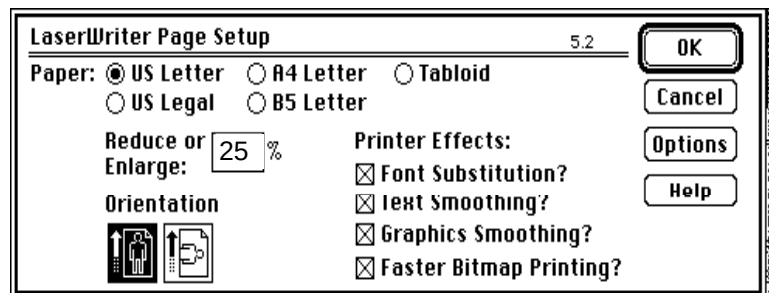 LaserWriter Page Setup 5.2 OK
Paper: US Letter A4 Letter Tabloid
US Legal B5 Letter Cancel
Reduce or Enlarge: 25 % Printer Effects: Options
Font Substitution?
Orientation Text Smoothing? Help
Graphics Smoothing?
Faster Bitmap Printing?